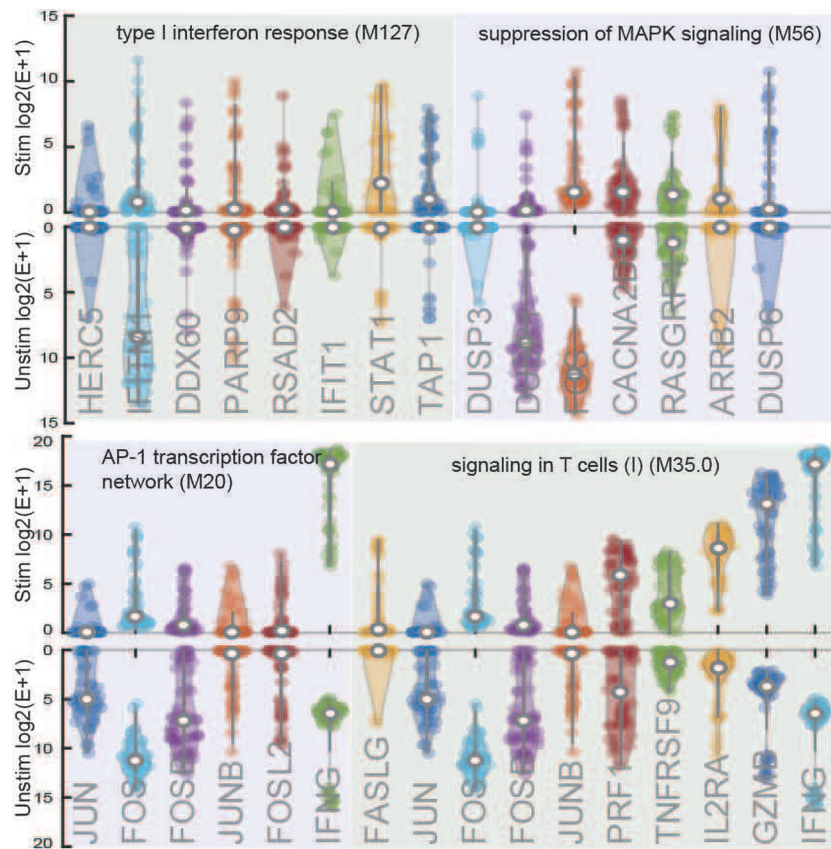 type I interferon response (M127)
suppression of MAPK signaling (M56)
Stim log2(E+1)
15
10
5
0
Unstim log2(E+1)
0
5
10
15
HERC5
DDX60
PARP9
RSAD2
IFIT1
STAT1
TAP1
DUSP3
FOS
CACNA2D
RASGRP
ARRB2
DUSP6
AP-1 transcription factor
network (M20)
signaling in T cells (I) (M35.0)
Stim log2(E+1)
20
15
10
5
0
Unstim log2(E+1)
0
5
10
15
20
JUN
FOS
FOSB
JUNB
FOSL2
IFNG
FASLG
JUN
FOS
FOSB
JUNB
PRF1
TNFRSF9
IL2RA
GZMB
IFNG